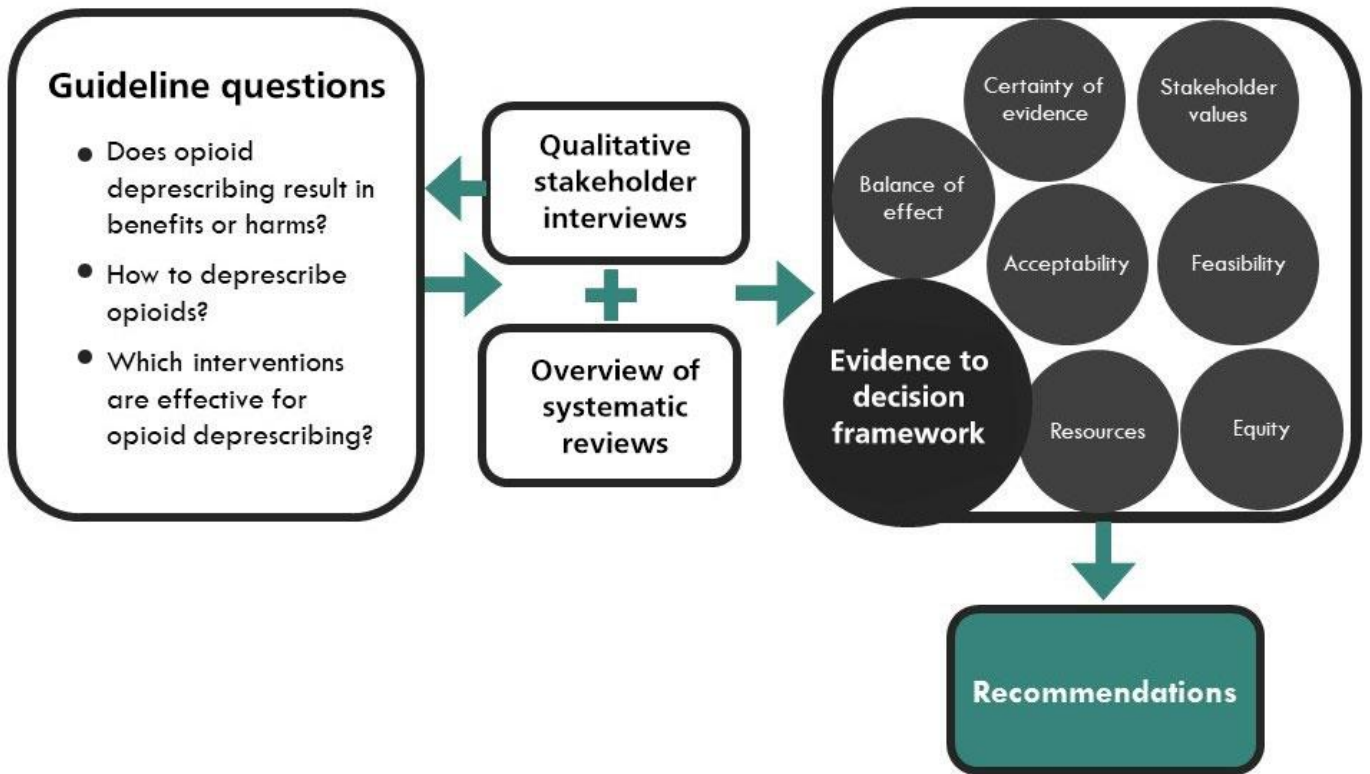 Guideline questions
• Does opioid
deprescribing result in
benefits or harms?
• How to deprescribe
opioids?
• Which interventions
are effective for
opioid deprescribing?
Qualitative
stakeholder
interviews
+
Overview of
systematic
reviews
Certainty of
evidence
Stakeholder
values
Balance of
effect
Acceptability
Feasibility
Evidence to
decision
framework
Resources
Equity
Recommendations